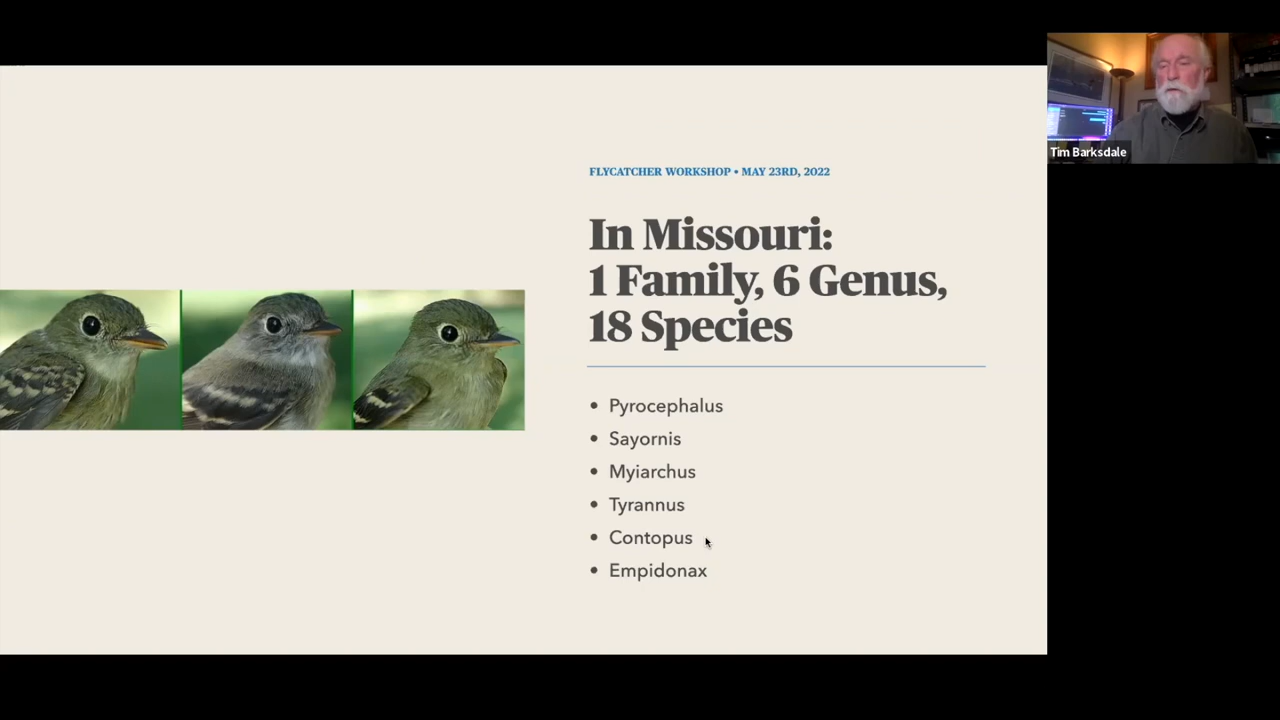 FLYCATCHER WORKSHOP • MAY 23RD, 2022
In Missouri:
1 Family, 6 Genus,
18 Species
• Pyrocephalus
• Sayornis
• Myiarchus
• Tyrannus
• Contopus
• Empidonax
Tim Barksdale